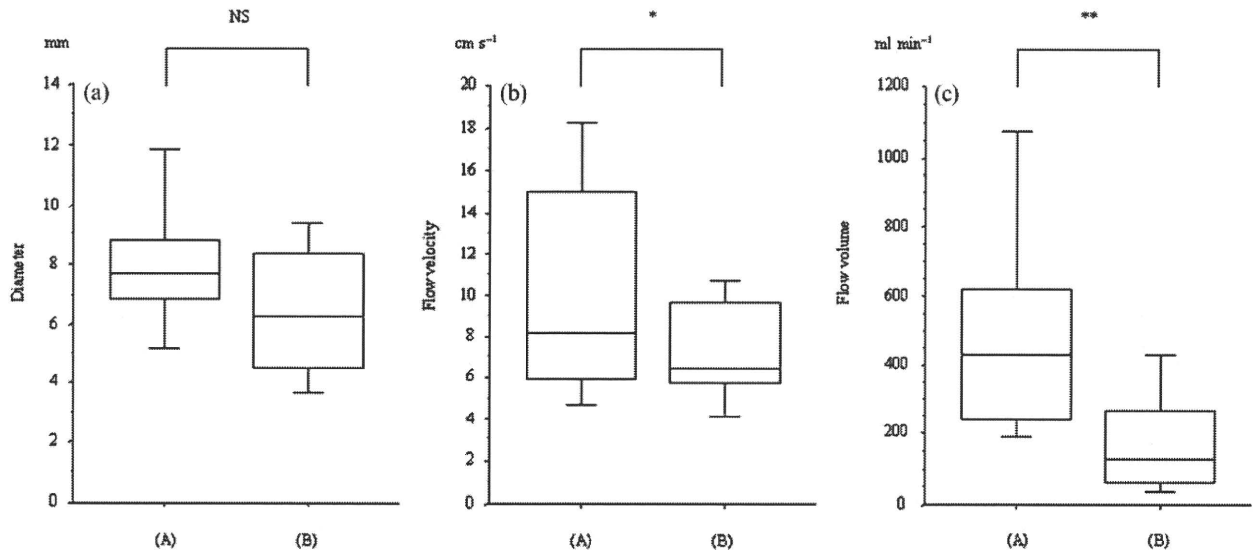 NS
mm
(a)
14
12
10
8
6
4
2
0
Diameter
(A)
(B)
*
cm s⁻¹
(b)
20
18
16
14
12
10
8
6
4
2
0
Flow velocity
(A)
(B)
**
ml min⁻¹
(c)
1200
1000
800
600
400
200
0
Flow volume
(A)
(B)